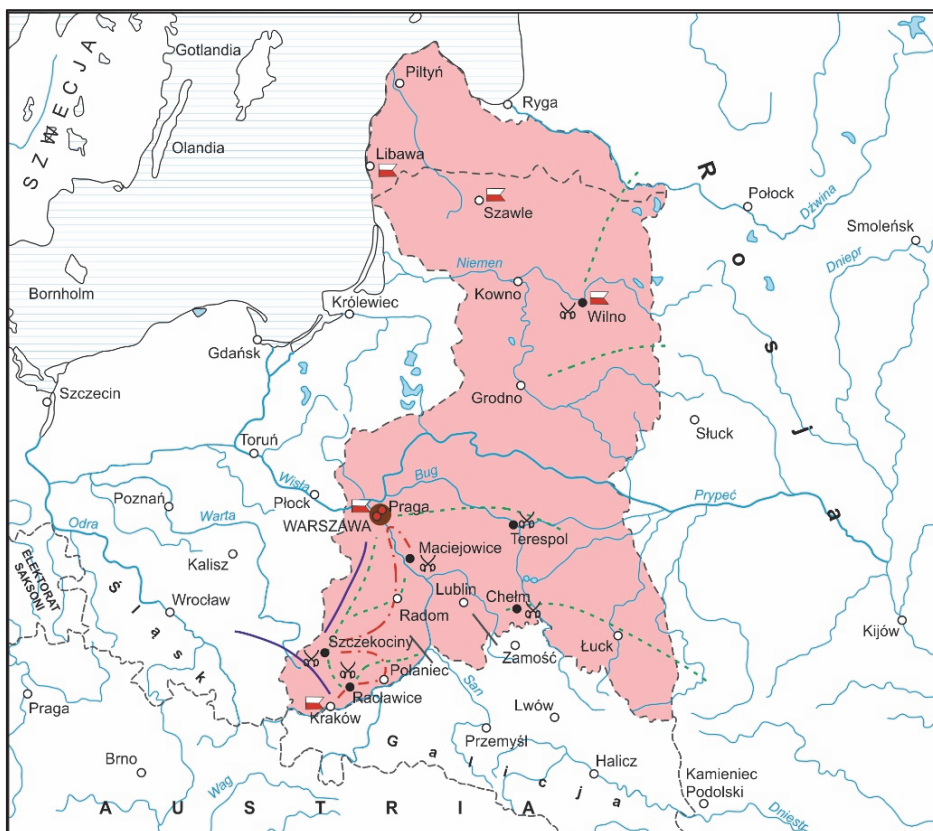 SZWECJA
Gotlandia
Piltyń
Ryga
Olandia
Libawa
Rosja
Szawle
Połock
Dźwina
Smoleńsk
Dniepr
Niemen
Bornholm
Kowno
Królewiec
Wilno
Gdańsk
Szczecin
Grodno
Słuck
Toruń
Wisła
Płock
Bug
Prypeć
Poznań
Praga
WARSZAWA
Odra
Warta
Terespol
Maciejowice
Kalisz
ELEKTORAT
SAKSONI
Śląsk
Lublin
Chełm
Wrocław
Radom
Kijów
Szczekociny
Łuck
Zamość
Połaniec
Racławice
San
Praga
Kraków
Lwów
Przemyśl
Galicja
Brno
Halicz
Wag
Kamieniec
Podolski
AUSTRIA
Dniestr